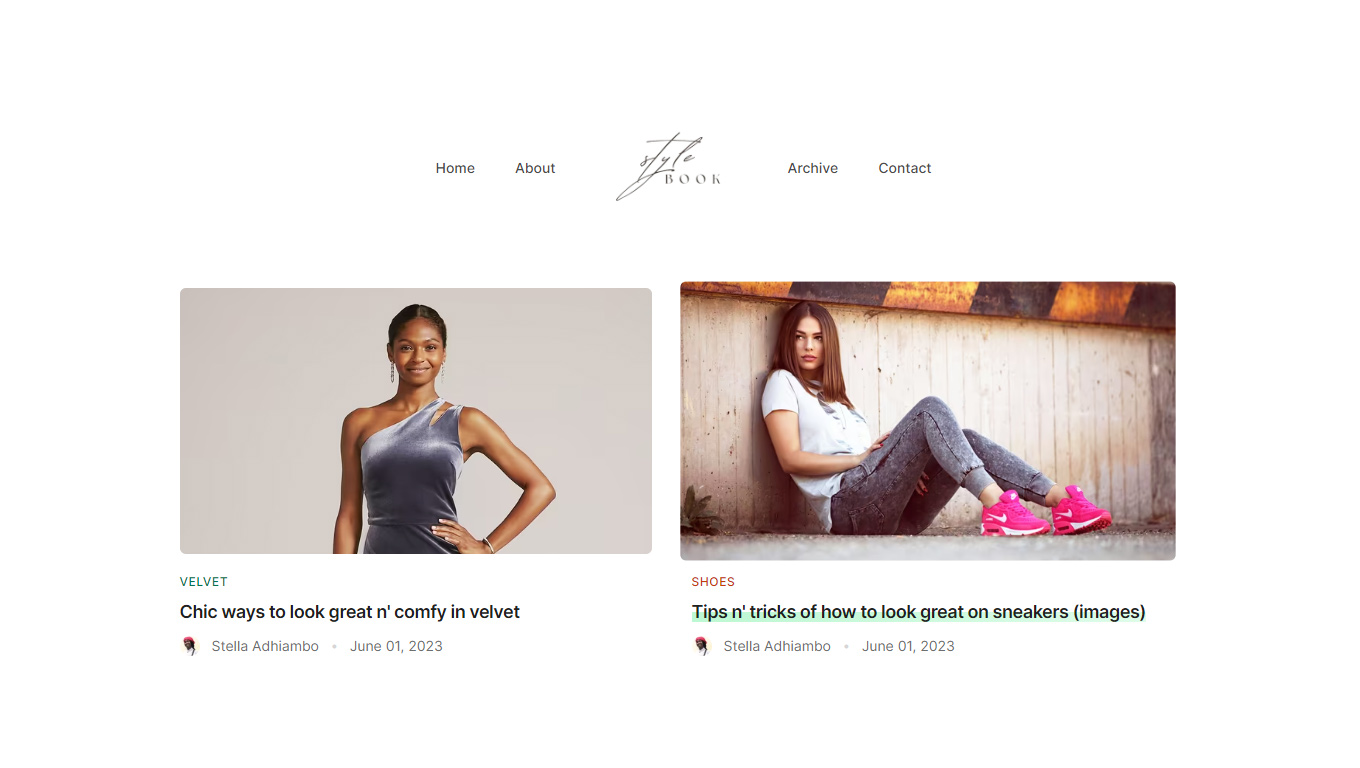 Home About style Archive Contact
BOOK
VELVET
Chic ways to look great n' comfy in velvet
Stella Adhiambo • June 01, 2023
SHOES
Tips n' tricks of how to look great on sneakers (images)
Stella Adhiambo • June 01, 2023